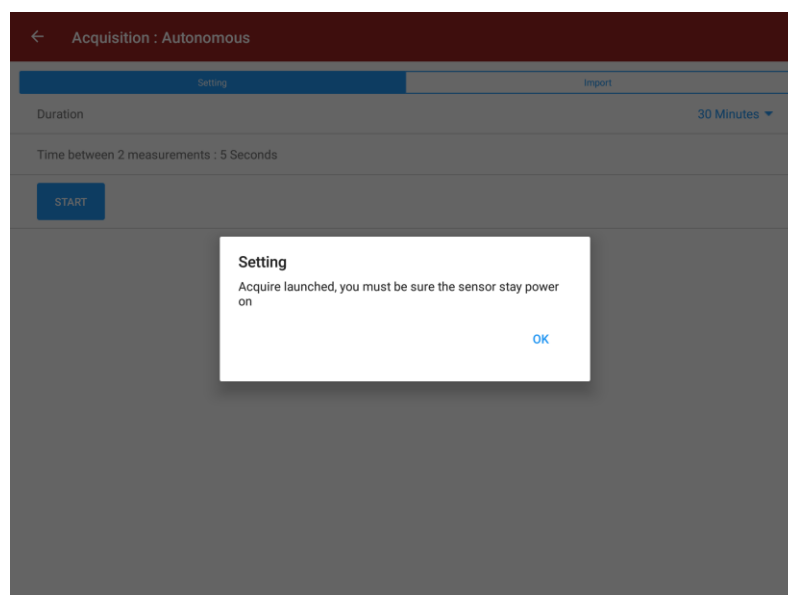 Acquisition : Autonomous
Setting
Import
Duration
30 Minutes
Time between 2 measurements : 5 Seconds
START
Setting
Acquire launched, you must be sure the sensor stay power
on
OK